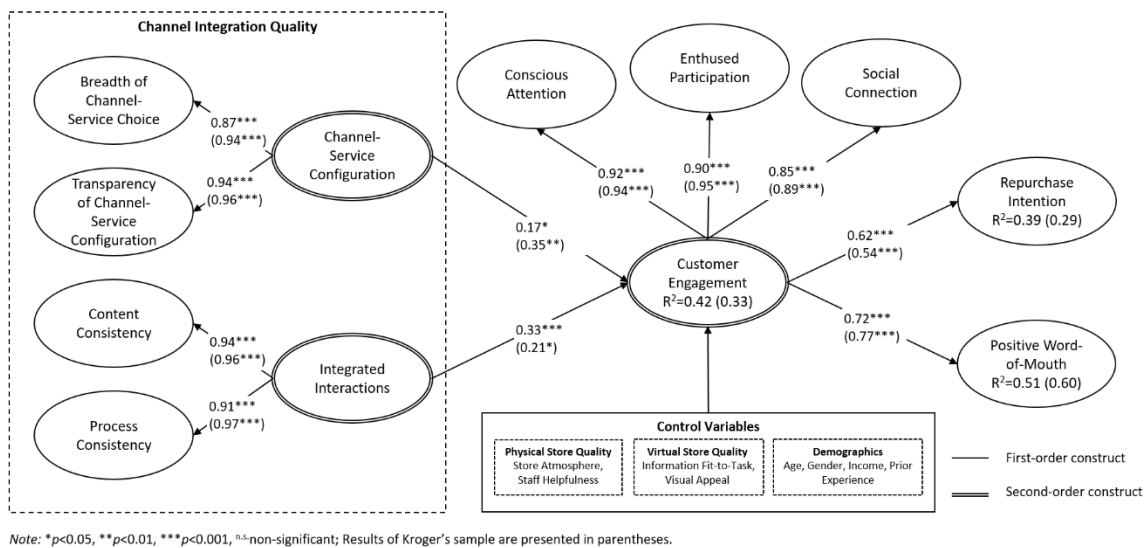 Channel Integration Quality
Breadth of
Channel-
Service Choice
0.87***
(0.94***)
Channel-
Service
Configuration
0.94***
(0.96***)
Transparency
of Channel-
Service
Configuration
Content
Consistency
0.94***
(0.96***)
Integrated
Interactions
0.91***
(0.97***)
Process
Consistency
Conscious
Attention
Enthused
Participation
Social
Connection
0.92***
(0.94***)
0.90***
(0.95***)
0.85***
(0.89***)
0.17*
(0.35**)
0.33***
(0.21*)
Customer
Engagement
R²=0.42 (0.33)
0.62***
(0.54***)
Repurchase
Intention
R²=0.39 (0.29)
0.72***
(0.77***)
Positive Word-
of-Mouth
R²=0.51 (0.60)
Control Variables
Physical Store Quality
Store Atmosphere,
Staff Helpfulness
Virtual Store Quality
Information Fit-to-Task,
Visual Appeal
Demographics
Age, Gender, Income, Prior
Experience
First-order construct
Second-order construct
Note: *p<0.05, **p<0.01, ***p<0.001, n.s.non-significant; Results of Kroger's sample are presented in parentheses.